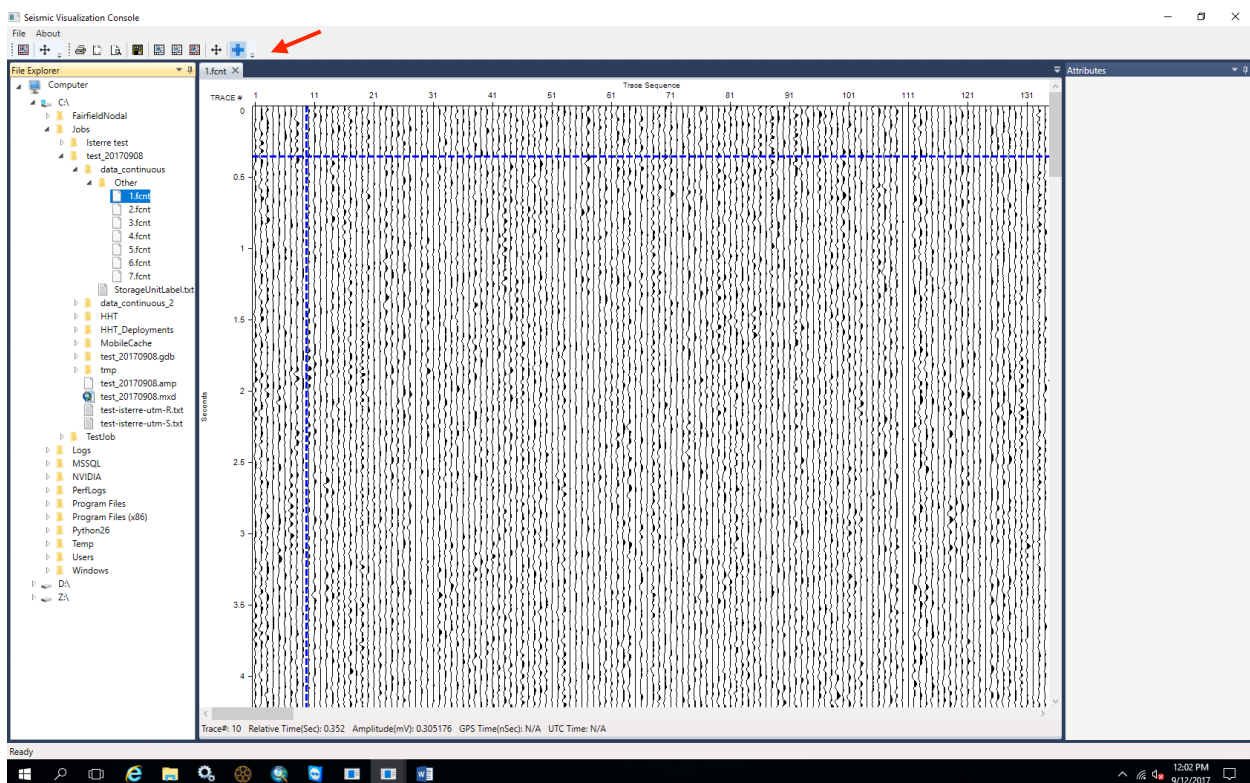 Seismic Visualization Console
File About
File Explorer
Computer
C:\
FairfieldNodal
Jobs
Isterre test
test_20170908
data_continuous
Other
1.fcnt
2.fcnt
3.fcnt
4.fcnt
5.fcnt
6.fcnt
7.fcnt
StorageUnitLabel.txt
data_continuous_2
HHT
HHT_Deployments
MobileCache
test_20170908.gdb
tmp
test_20170908.amp
test_20170908.mxd
test-isterre-utm-R.txt
test-isterre-utm-S.txt
TestJob
Logs
MSSQL
NVIDIA
PerfLogs
Program Files
Program Files (x86)
Python26
Temp
Users
Windows
D:\
Z:\
1.fcnt
Trace Sequence
TRACE # 1 11 21 31 41 51 61 71 81 91 101 111 121 131
0
0.5
1
1.5
2
2.5
3
3.5
4
Seconds
Trace#: 10 Relative Time(Sec): 0.352 Amplitude(mV): 0.305176 GPS Time(nSec): N/A UTC Time: N/A
Attributes
Ready
12:02 PM
9/12/2017